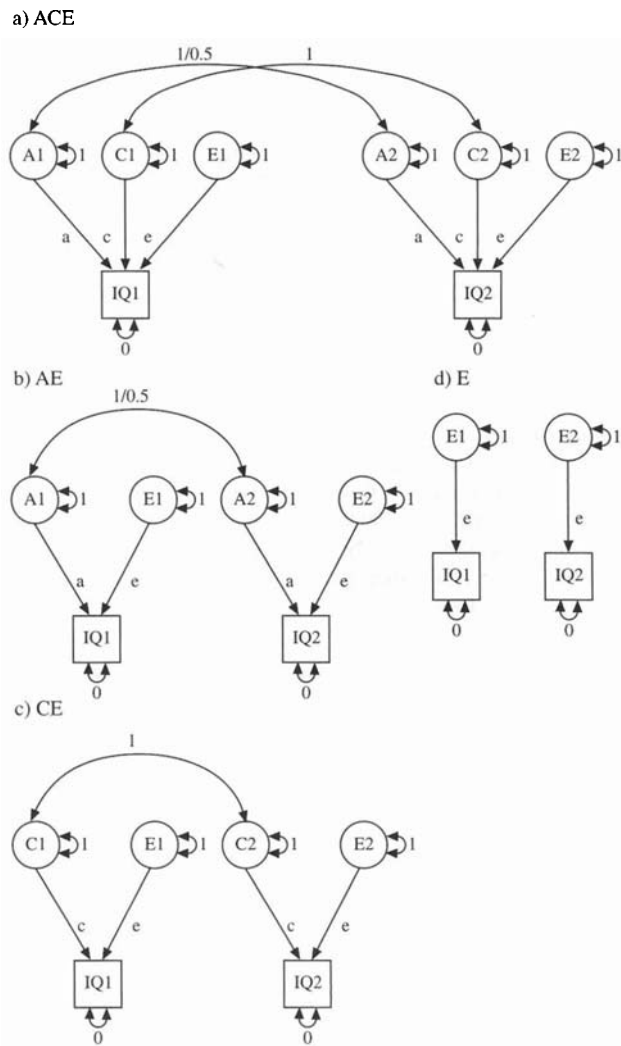 a) ACE
1/0.5 1
A1 1 C1 1 E1 1 A2 1 C2 1 E2 1
a c e a c e
IQ1 IQ2
0 0
b) AE d) E
1/0.5
E1 1 E2 1
A1 1 E1 1 A2 1 E2 1
e e
IQ1 IQ2
a e a e
0 0
IQ1 IQ2
0 0
c) CE
1
C1 1 E1 1 C2 1 E2 1
c e c e
IQ1 IQ2
0 0